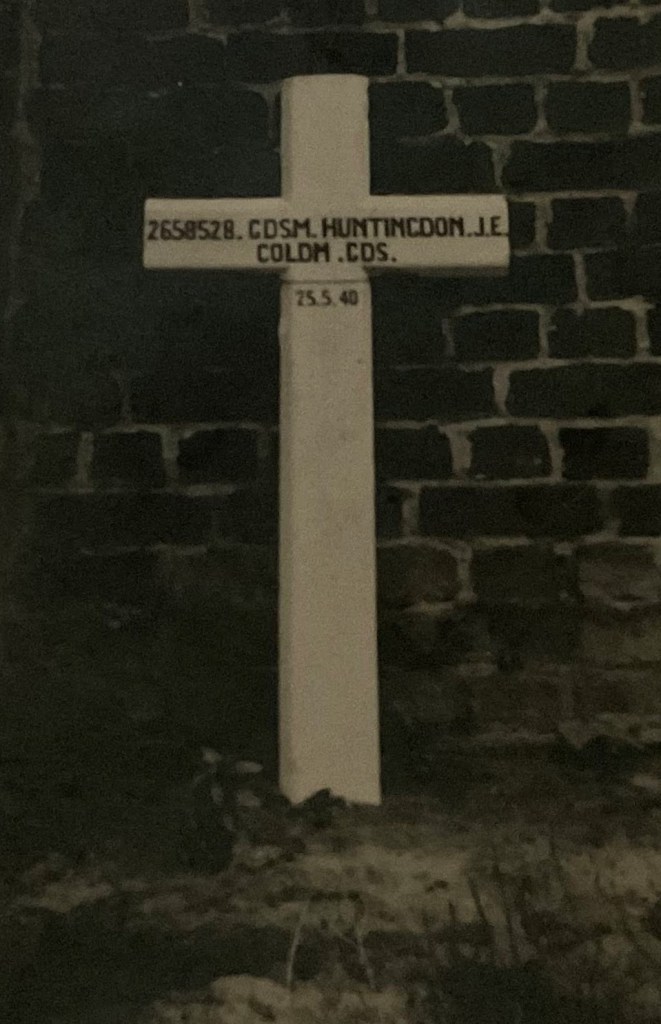 2658528. GDSM. HUNTINGDON. J.E.
COLDM . GDS.
25.5.40